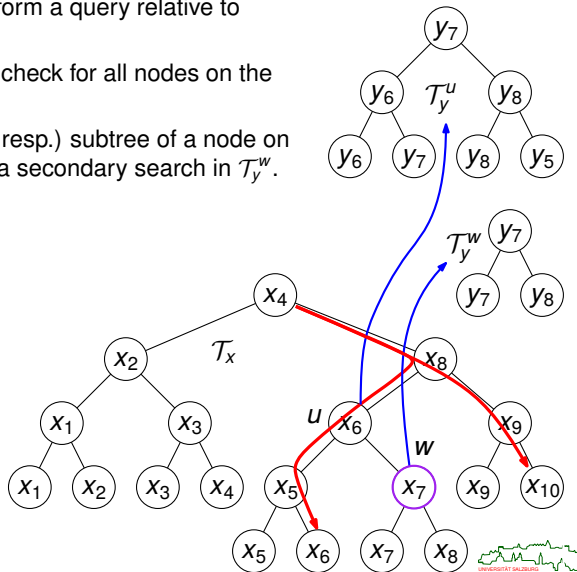 form a query relative to
check for all nodes on the
resp.) subtree of a node on
a secondary search in 𝒯_y^w.
y₇
y₆ 𝒯_y^u y₈
y₆ y₇ y₈ y₅
𝒯_y^w y₇
y₇ y₈
x₄
x₂ 𝒯ₓ x₈
x₁ x₃ u x₆ x₉
w
x₁ x₂ x₃ x₄ x₅ x₇ x₉ x₁₀
x₅ x₆ x₇ x₈
UNIVERSITÄT SALZBURG